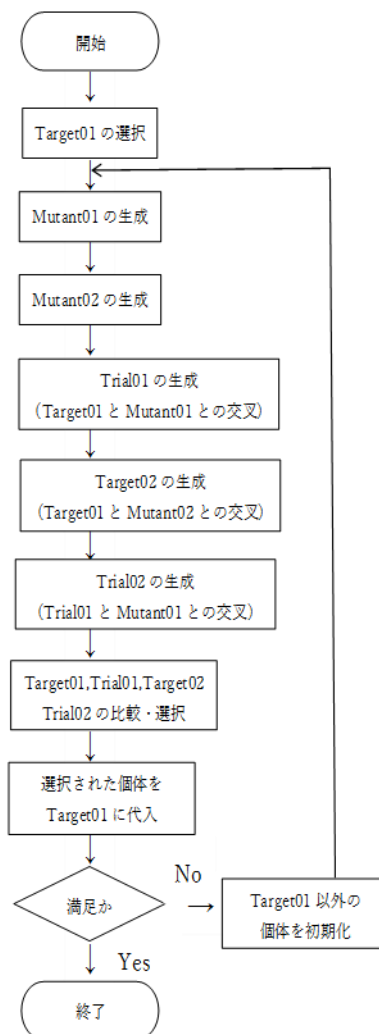 開始
Target01 の選択
Mutant01 の生成
Mutant02 の生成
Trial01 の生成
(Target01 と Mutant01 との交叉)
Target02 の生成
(Target01 と Mutant02 との交叉)
Trial02 の生成
(Trial01 と Mutant01 との交叉)
Target01,Trial01,Target02
Trial02 の比較・選択
選択された個体を
Target01 に代入
満足か
No
Target01 以外の
個体を初期化
Yes
終了